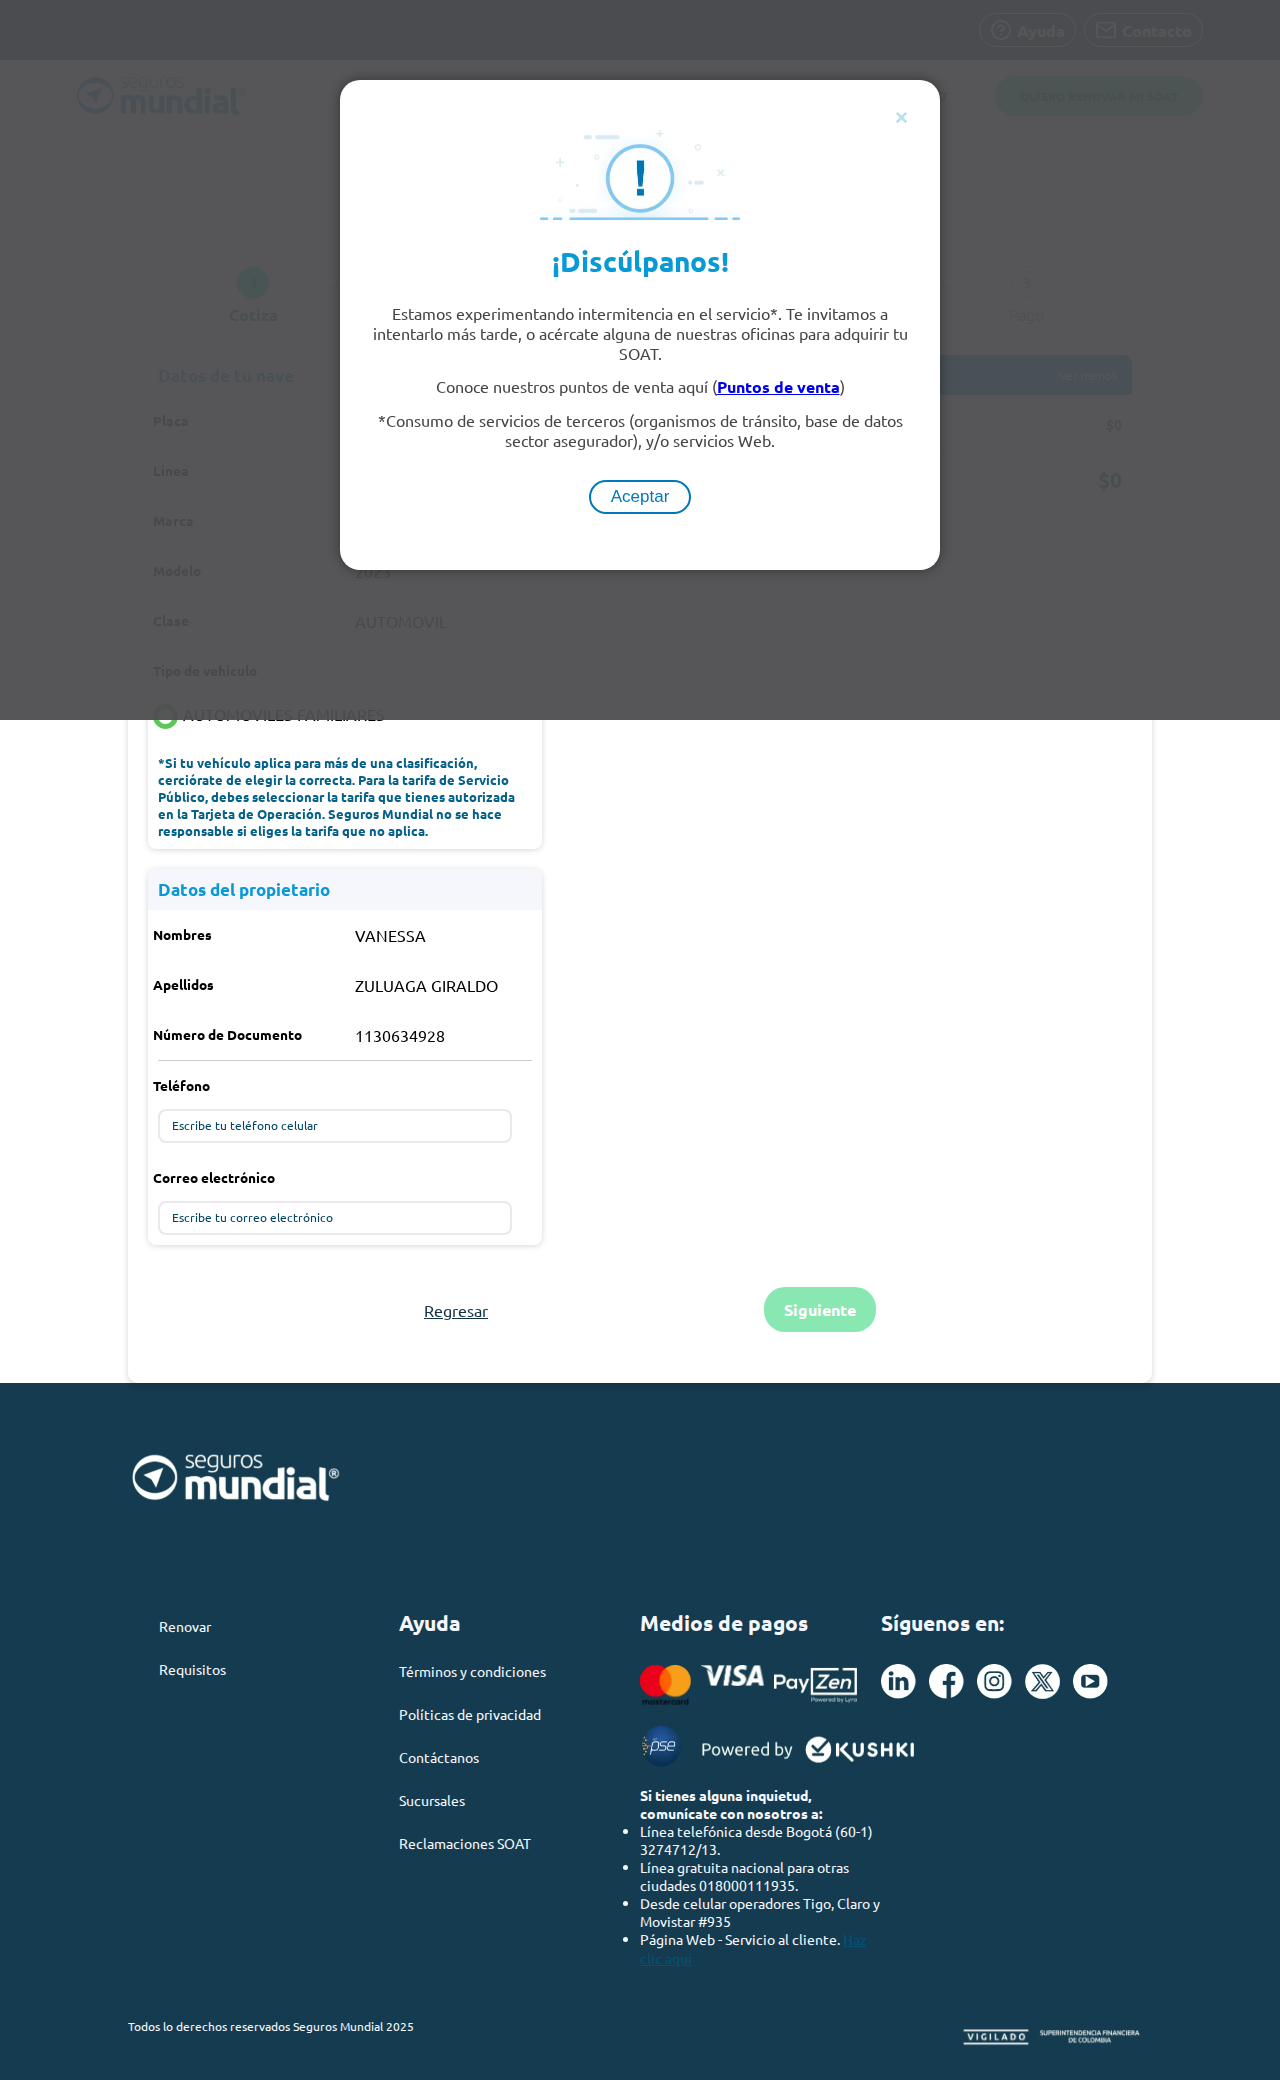 Ayuda
Contacto
seguros
mundial
QUIERO RENOVAR MI SOAT
×
!
¡Discúlpanos!
Estamos experimentando intermitencia en el servicio*. Te invitamos a
intentarlo más tarde, o acércate alguna de nuestras oficinas para adquirir tu
SOAT.
Conoce nuestros puntos de venta aquí (Puntos de venta)
*Consumo de servicios de terceros (organismos de tránsito, base de datos
sector asegurador), y/o servicios Web.
Aceptar
Cotiza
3
Pago
Datos de tu nave
Ver menos
Placa
$0
Linea
$0
Marca
Modelo
2023
Clase
AUTOMOVIL
Tipo de vehículo
AUTOMOVILES FAMILIARES
*Si tu vehículo aplica para más de una clasificación,
cerciórate de elegir la correcta. Para la tarifa de Servicio
Público, debes seleccionar la tarifa que tienes autorizada
en la Tarjeta de Operación. Seguros Mundial no se hace
responsable si eliges la tarifa que no aplica.
Datos del propietario
Nombres
VANESSA
Apellidos
ZULUAGA GIRALDO
Número de Documento
1130634928
Teléfono
Escribe tu teléfono celular
Correo electrónico
Escribe tu correo electrónico
Regresar
Siguiente
seguros
mundial®
Renovar
Requisitos
Ayuda
Términos y condiciones
Políticas de privacidad
Contáctanos
Sucursales
Reclamaciones SOAT
Medios de pagos
mastercard
VISA
PayZen
Powered by Lyra
pse
Powered by KUSHKI
Si tienes alguna inquietud,
comunícate con nosotros a:
Línea telefónica desde Bogotá (60-1)
3274712/13.
Línea gratuita nacional para otras
ciudades 018000111935.
Desde celular operadores Tigo, Claro y
Movistar #935
Página Web - Servicio al cliente. Haz
clic aquí
Síguenos en:
Todos lo derechos reservados Seguros Mundial 2025
VIGILADO
SUPERINTENDENCIA FINANCIERA
DE COLOMBIA